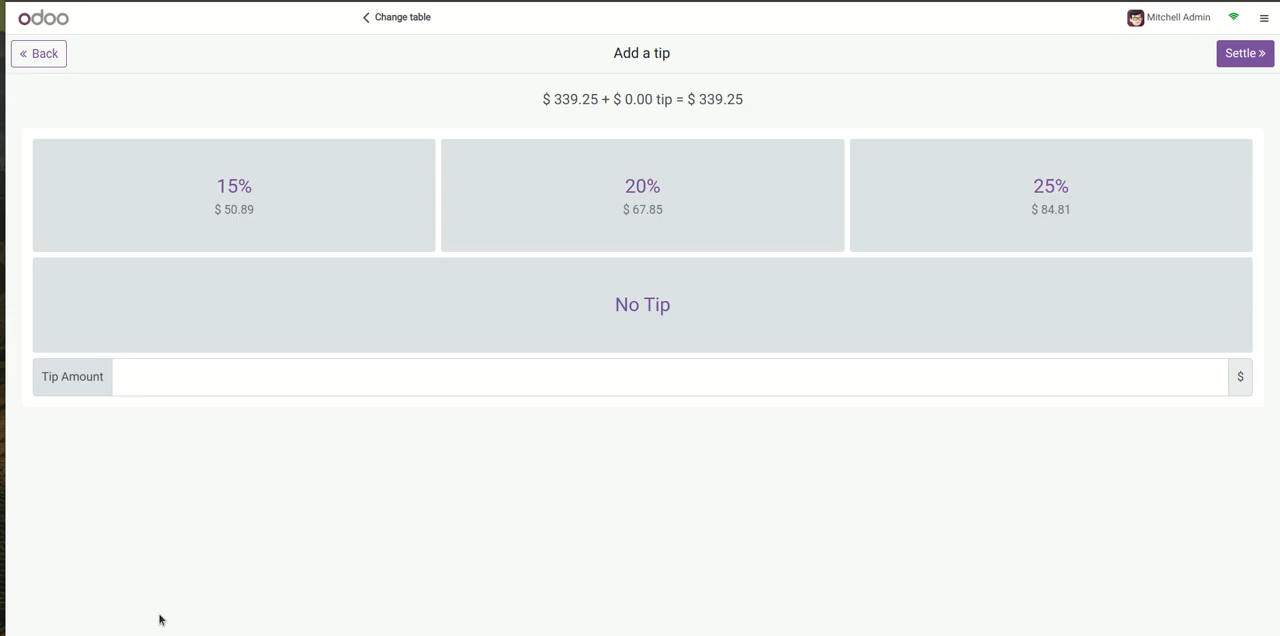 odoo
Change table
Mitchell Admin
« Back
Add a tip
Settle »
$ 339.25 + $ 0.00 tip = $ 339.25
15%
$ 50.89
20%
$ 67.85
25%
$ 84.81
No Tip
Tip Amount
$